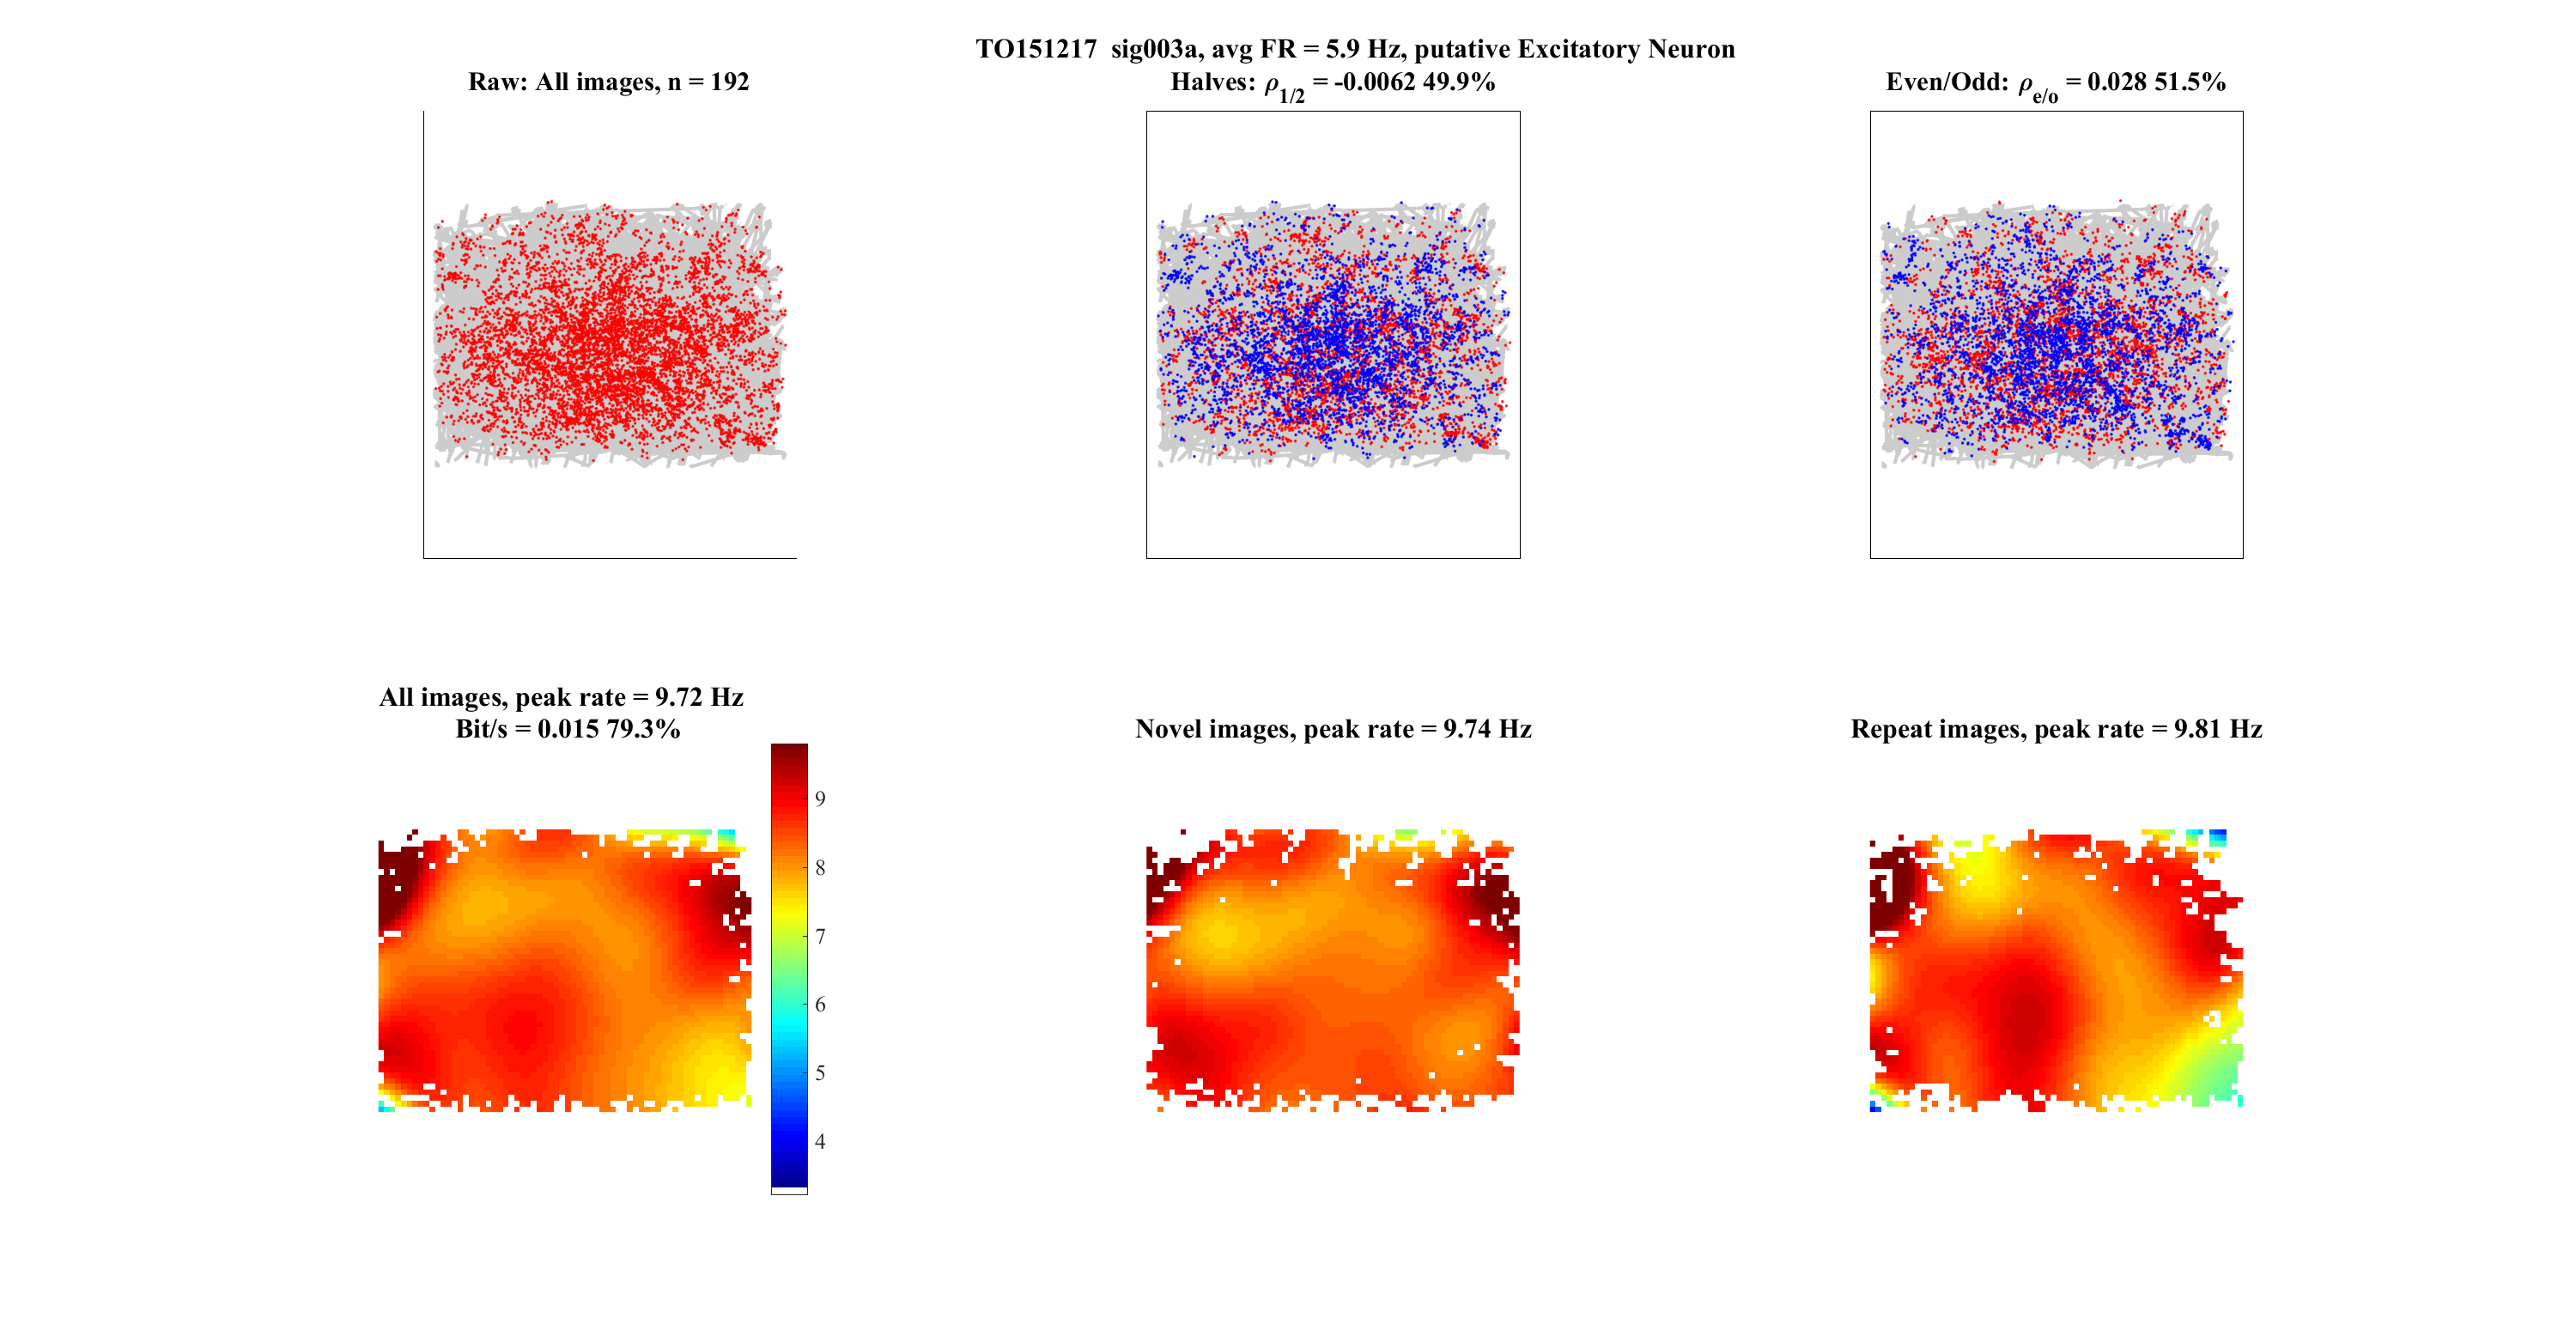 TO151217 sig003a, avg FR = 5.9 Hz, putative Excitatory Neuron
Raw: All images, n = 192
Halves: ρ1/2 = -0.0062 49.9%
Even/Odd: ρe/o = 0.028 51.5%
All images, peak rate = 9.72 Hz
Bit/s = 0.015 79.3%
Novel images, peak rate = 9.74 Hz
Repeat images, peak rate = 9.81 Hz
9
8
7
6
5
4